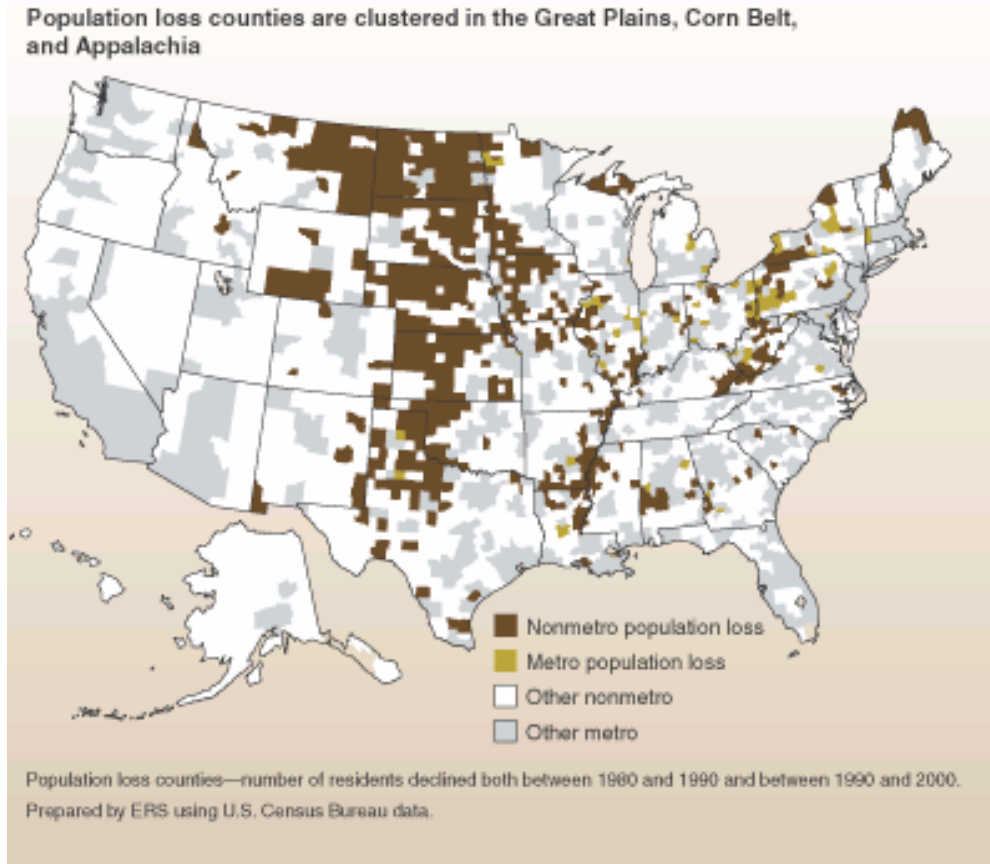 Population loss counties are clustered in the Great Plains, Corn Belt,
and Appalachia
Nonmetro population loss
Metro population loss
Other nonmetro
Other metro
Population loss counties—number of residents declined both between 1980 and 1990 and between 1990 and 2000.
Prepared by ERS using U.S. Census Bureau data.